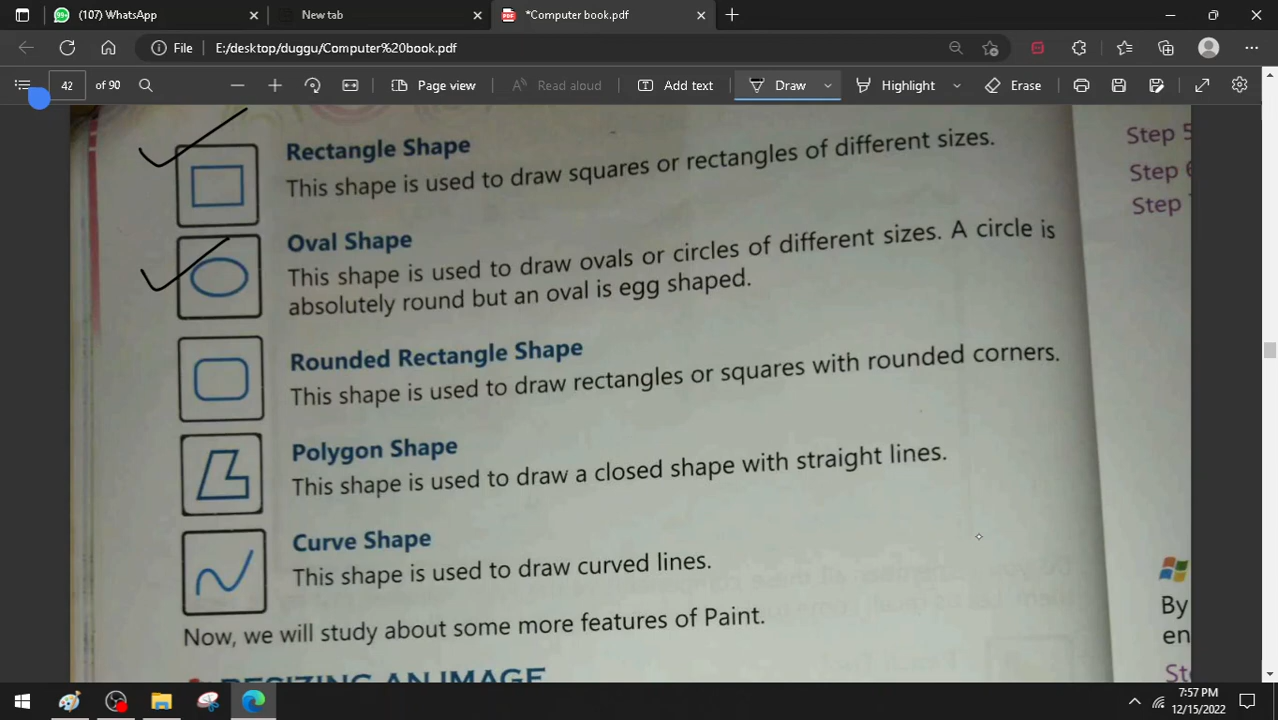 (107) WhatsApp
New tab
*Computer book.pdf
File
E:/desktop/duggu/Computer%20book.pdf
42
of 90
Page view
Read aloud
Add text
Draw
Highlight
Erase
Rectangle Shape
This shape is used to draw squares or rectangles of different sizes.
Oval Shape
This shape is used to draw ovals or circles of different sizes. A circle is
absolutely round but an oval is egg shaped.
Rounded Rectangle Shape
This shape is used to draw rectangles or squares with rounded corners.
Polygon Shape
This shape is used to draw a closed shape with straight lines.
Curve Shape
This shape is used to draw curved lines.
Now, we will study about some more features of Paint.
RESIZING AN IMAGE
Step 5
Step 6
Step
By
en
7:57 PM
12/15/2022